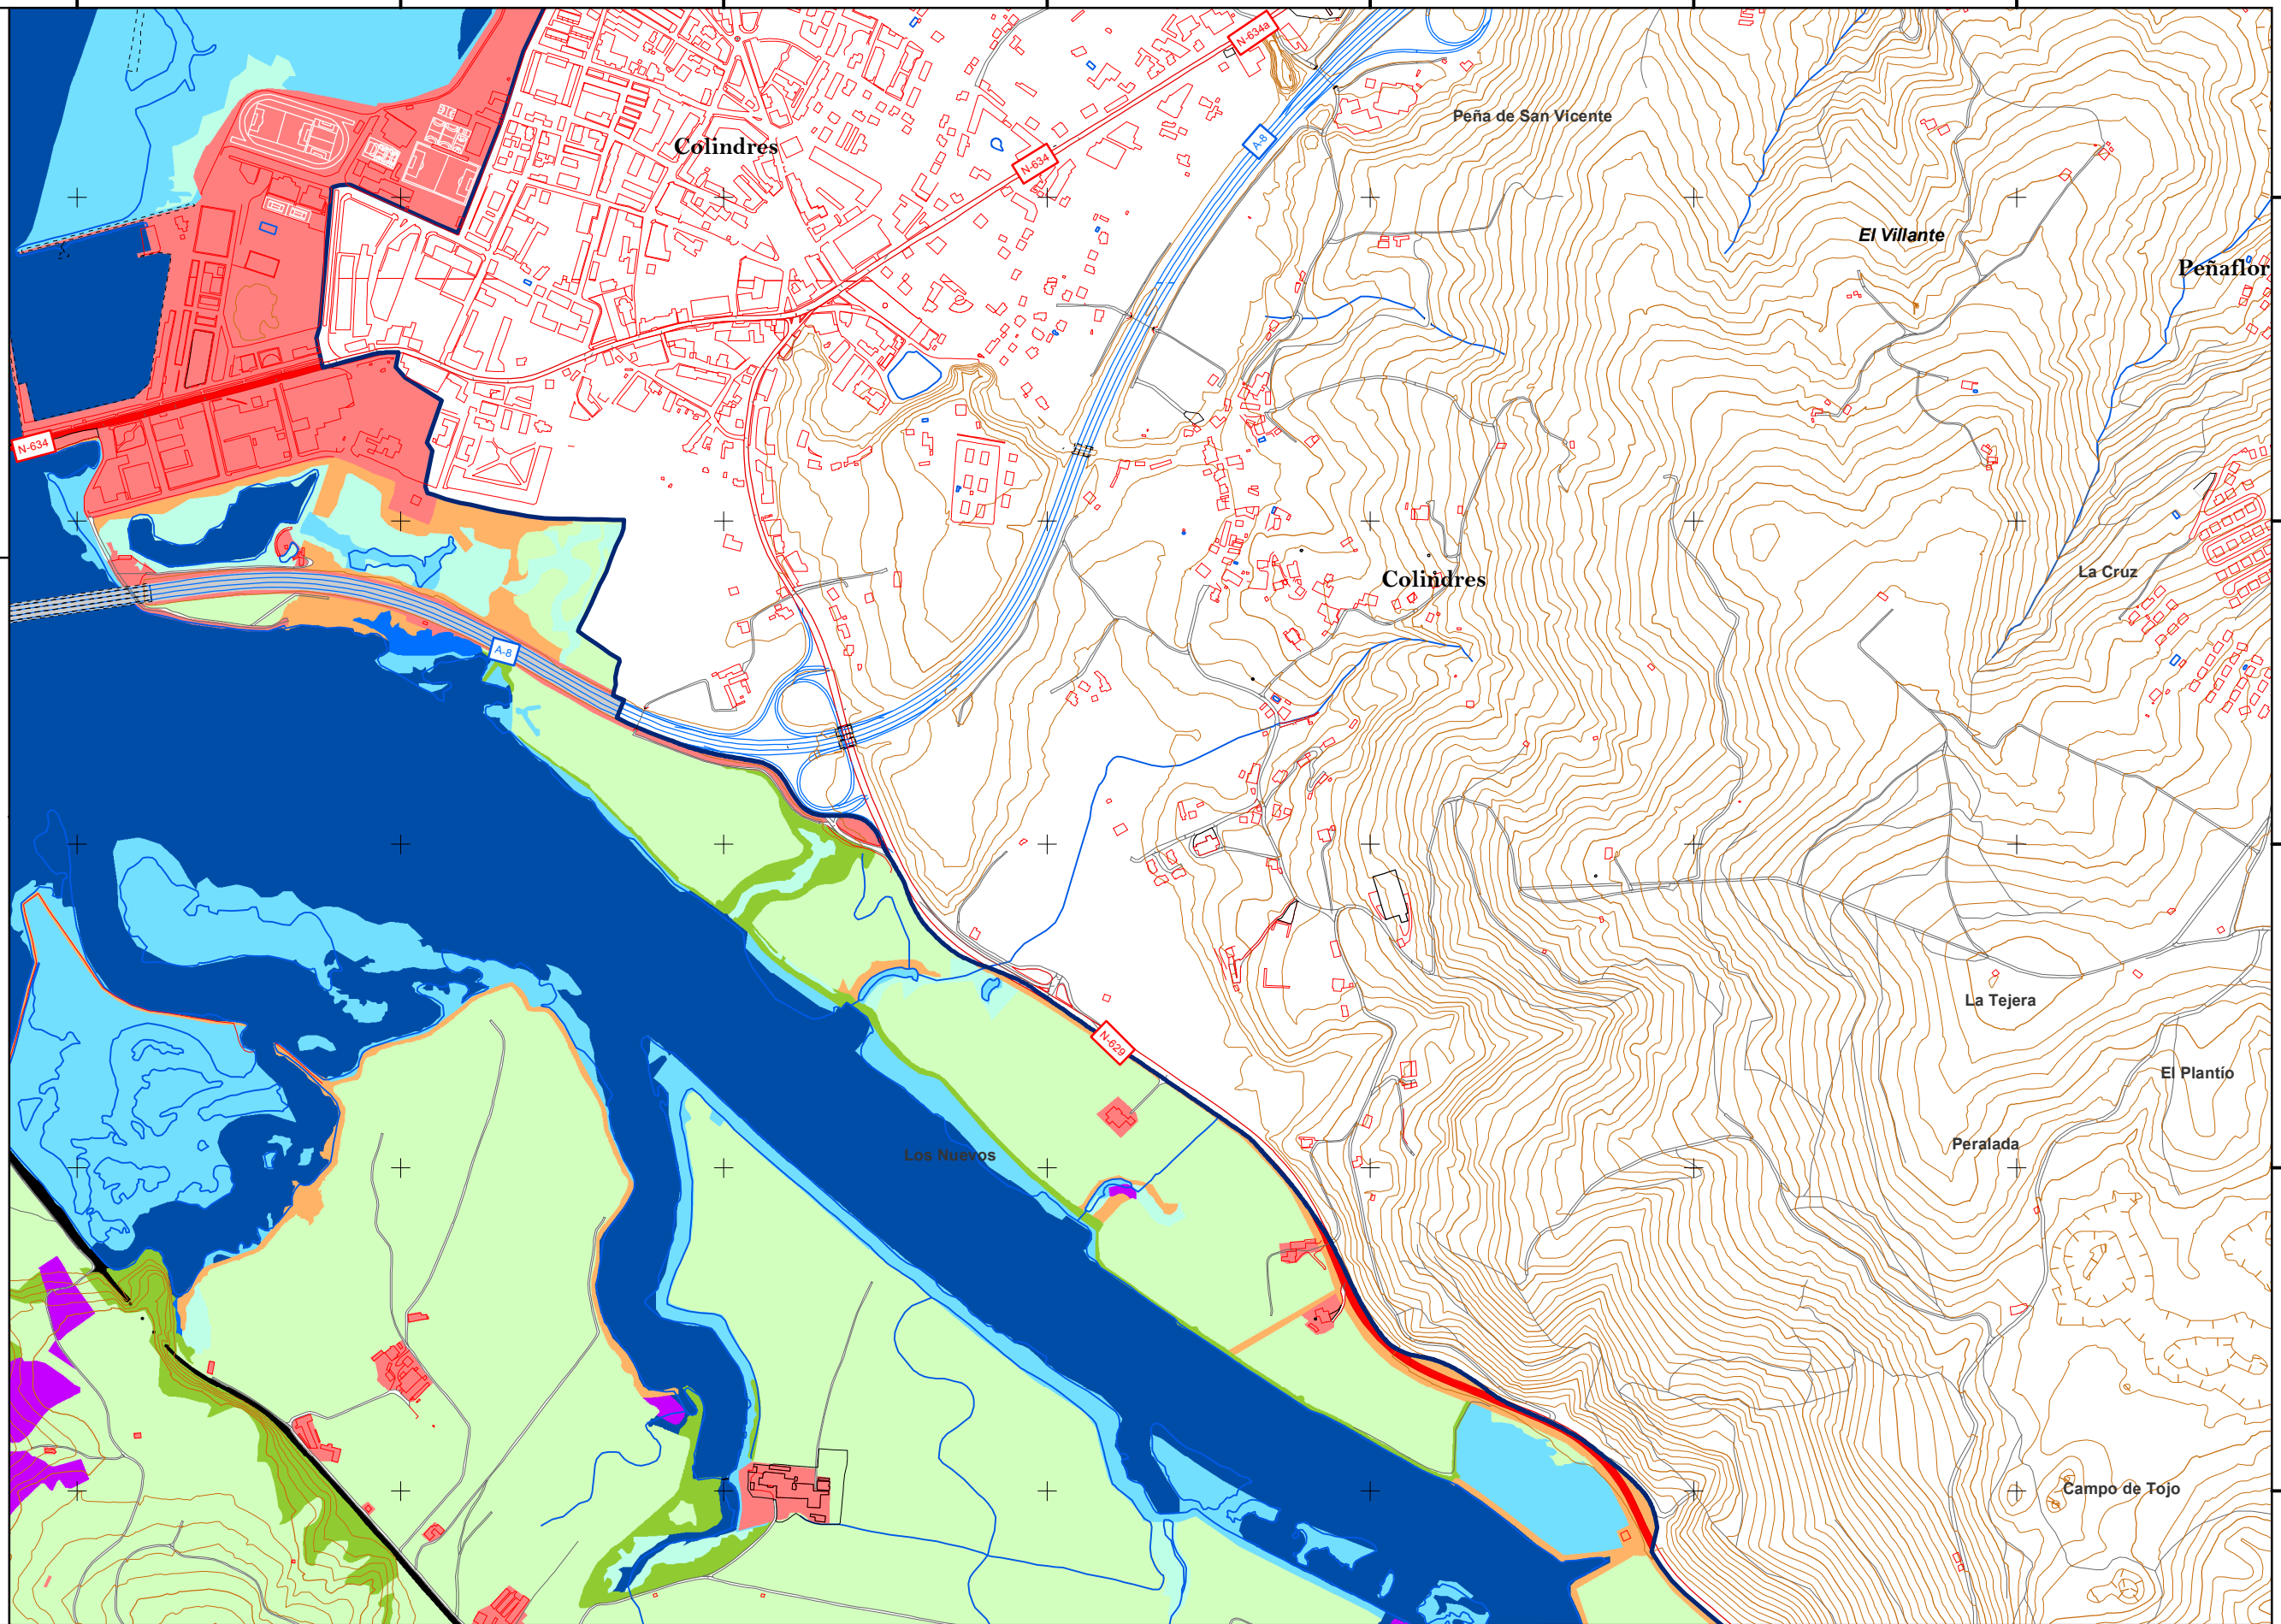 N-634a
Peña de San Vicente
A-8
Colindres
N-634
El Villante
Peñaflor
N-634
La Cruz
Colindres
A-8
La Tejera
N-629
El Plantío
Peralada
Los Nuevos
Campo de Tojo